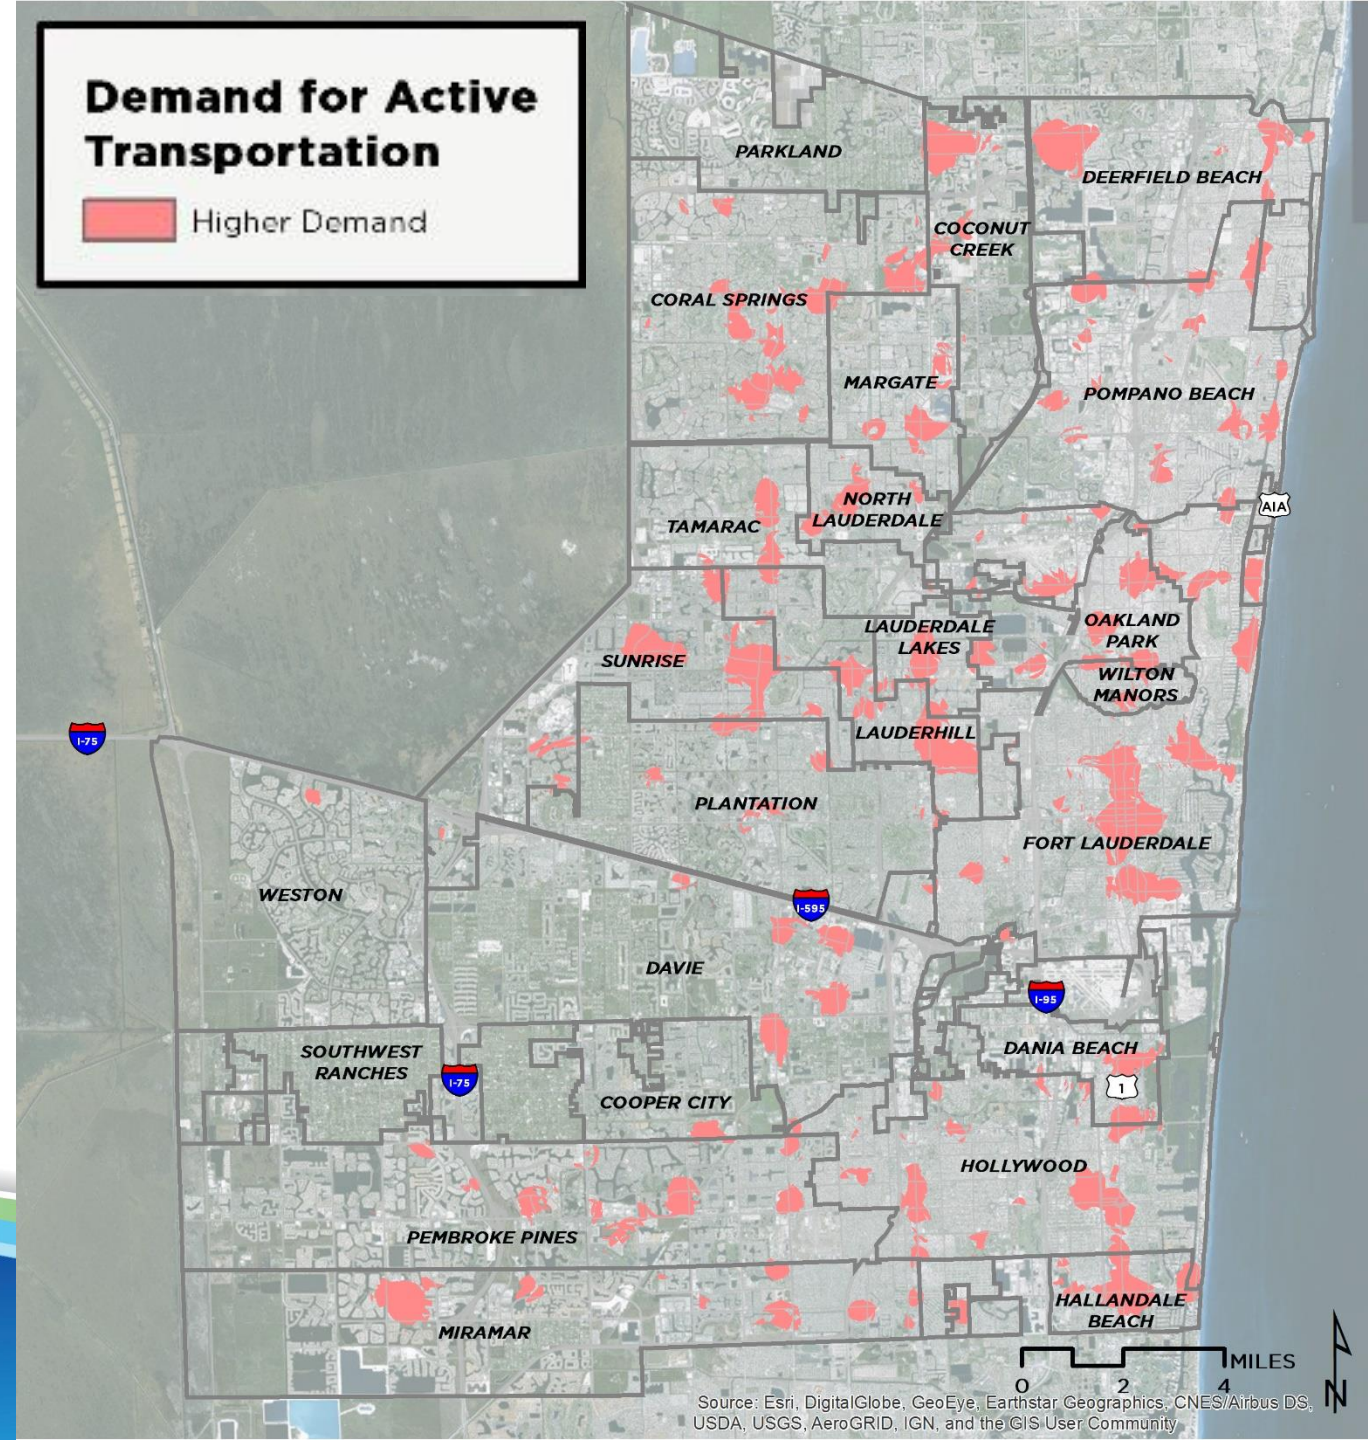 Demand for Active
Transportation
Higher Demand
PARKLAND
DEERFIELD BEACH
COCONUT
CREEK
CORAL SPRINGS
MARGATE
POMPANO BEACH
NORTH
LAUDERDALE
A1A
TAMARAC
LAUDERDALE
LAKES
OAKLAND
PARK
SUNRISE
WILTON
MANORS
I-75
LAUDERHILL
PLANTATION
FORT LAUDERDALE
WESTON
I-595
DAVIE
I-95
SOUTHWEST
RANCHES
DANIA BEACH
I-75
1
COOPER CITY
HOLLYWOOD
PEMBROKE PINES
HALLANDALE
BEACH
MIRAMAR
MILES
0 2 4
N
Source: Esri, DigitalGlobe, GeoEye, Earthstar Geographics, CNES/Airbus DS,
USDA, USGS, AeroGRID, IGN, and the GIS User Community